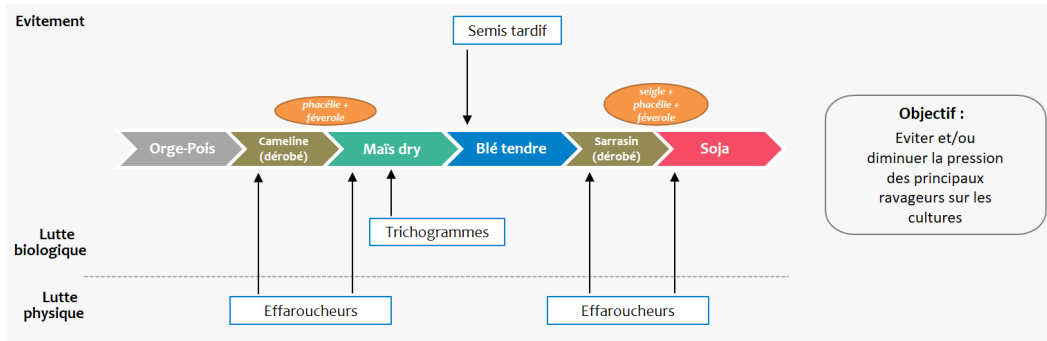 Evitement
Semis tardif
phacélie +
féverole
seigle +
phacélie +
féverole
Orge-Pois
Cameline
(dérobé)
Maïs dry
Blé tendre
Sarrasin
(dérobé)
Soja
Objectif :
Eviter et/ou
diminuer la pression
des principaux
ravageurs sur les
cultures
Lutte
biologique
Trichogrammes
Lutte
physique
Effaroucheurs
Effaroucheurs